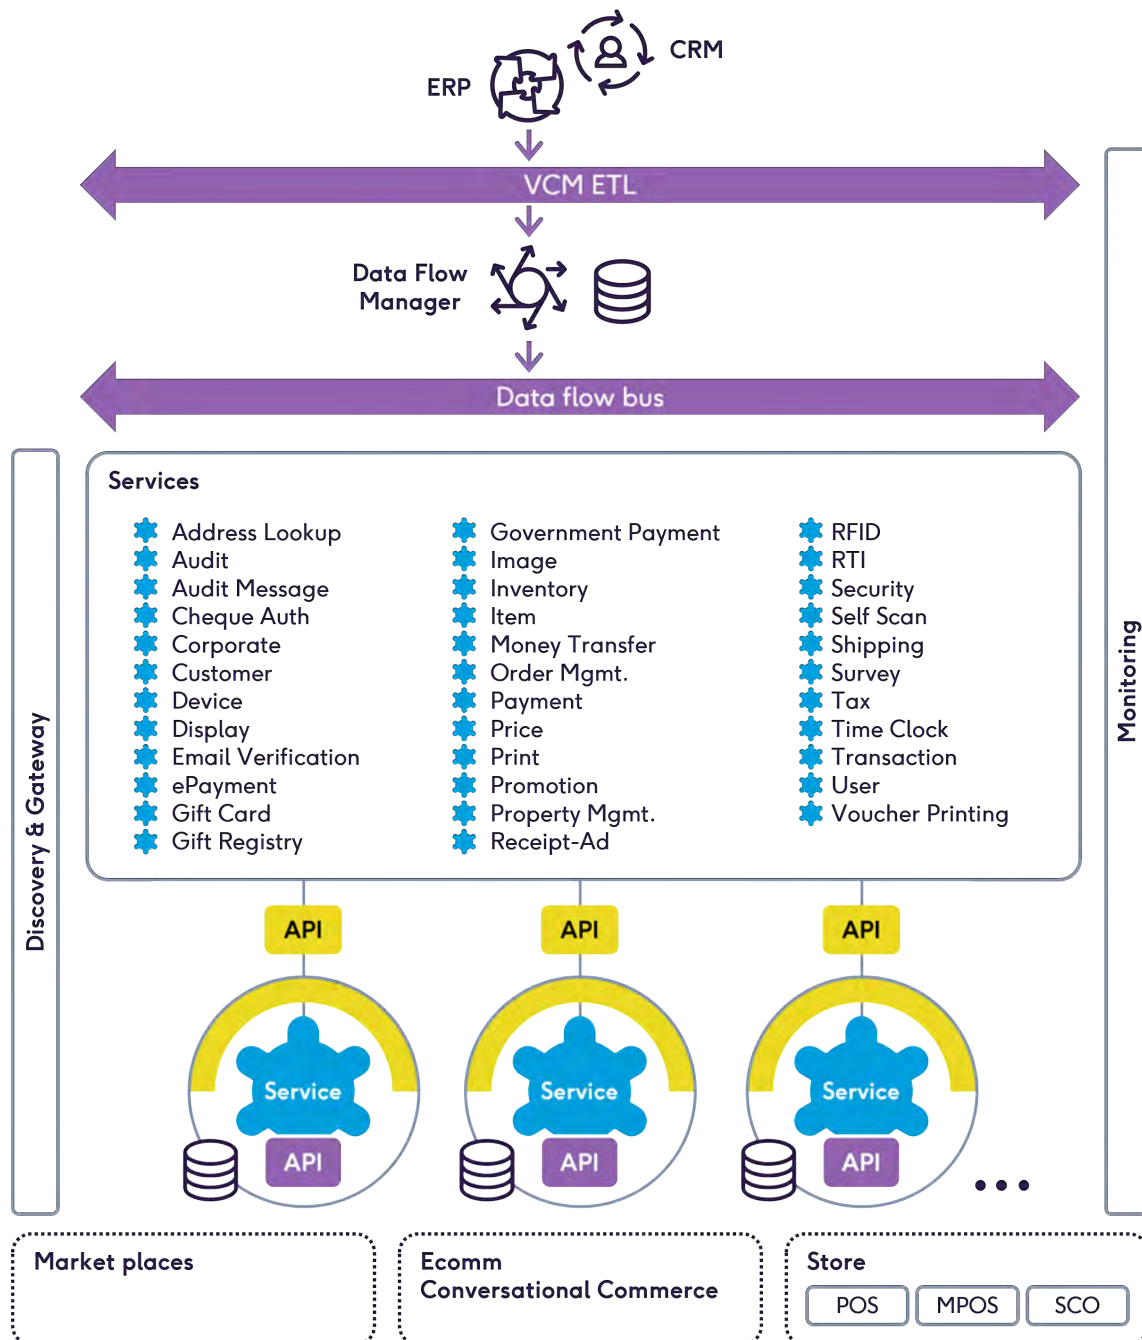 CRM
ERP
VCM ETL
Data Flow
Manager
Data flow bus
Services
Address Lookup
Audit
Audit Message
Cheque Auth
Corporate
Customer
Device
Display
Email Verification
ePayment
Gift Card
Gift Registry
Government Payment
Image
Inventory
Item
Money Transfer
Order Mgmt.
Payment
Price
Print
Promotion
Property Mgmt.
Receipt-Ad
RFID
RTI
Security
Self Scan
Shipping
Survey
Tax
Time Clock
Transaction
User
Voucher Printing
Discovery & Gateway
Monitoring
API
API
API
Service
Service
Service
API
API
API
Market places
Ecomm
Conversational Commerce
Store
POS
MPOS
SCO